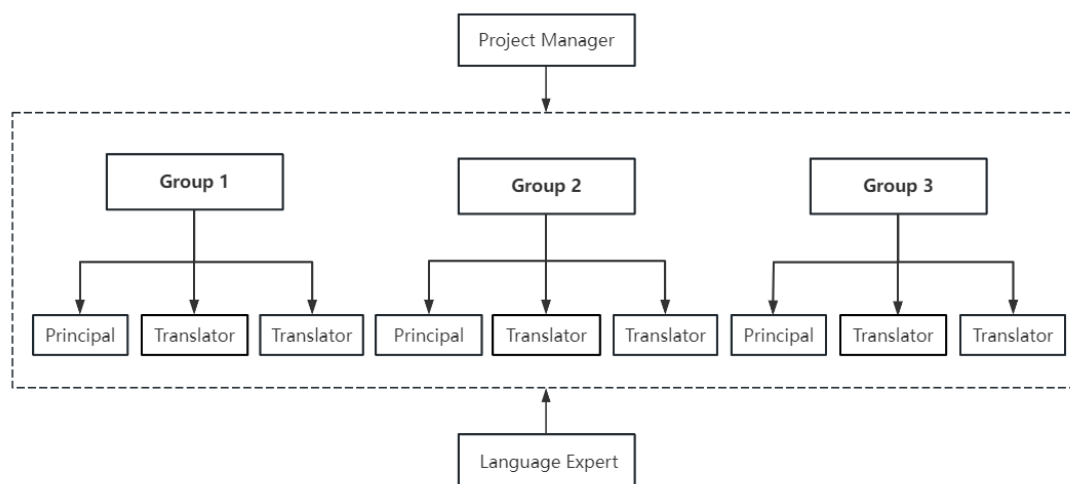 Project Manager
Group 1
Group 2
Group 3
Principal
Translator
Translator
Principal
Translator
Translator
Principal
Translator
Translator
Language Expert